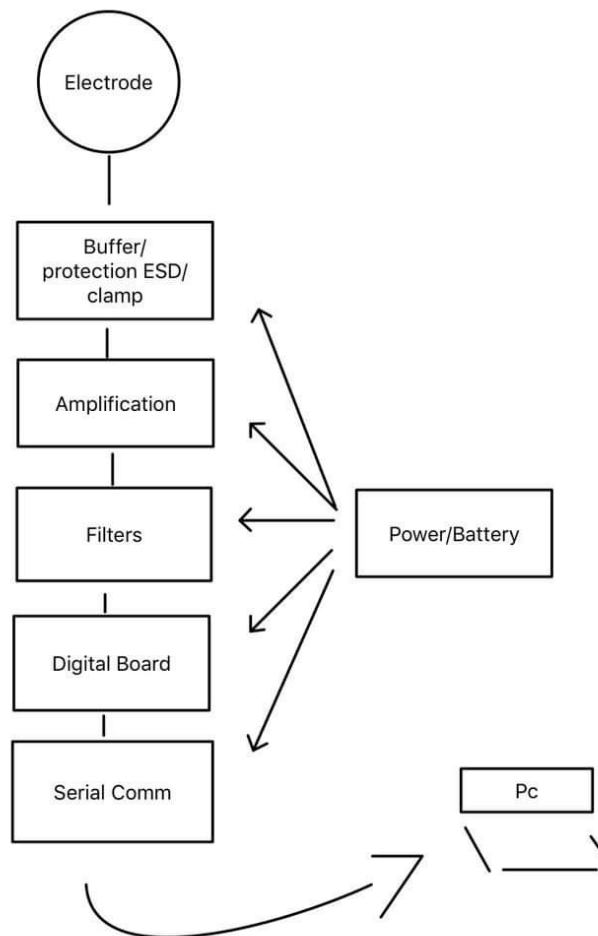 Electrode
Buffer/
protection ESD/
clamp
Amplification
Filters
Power/Battery
Digital Board
Serial Comm
Pc